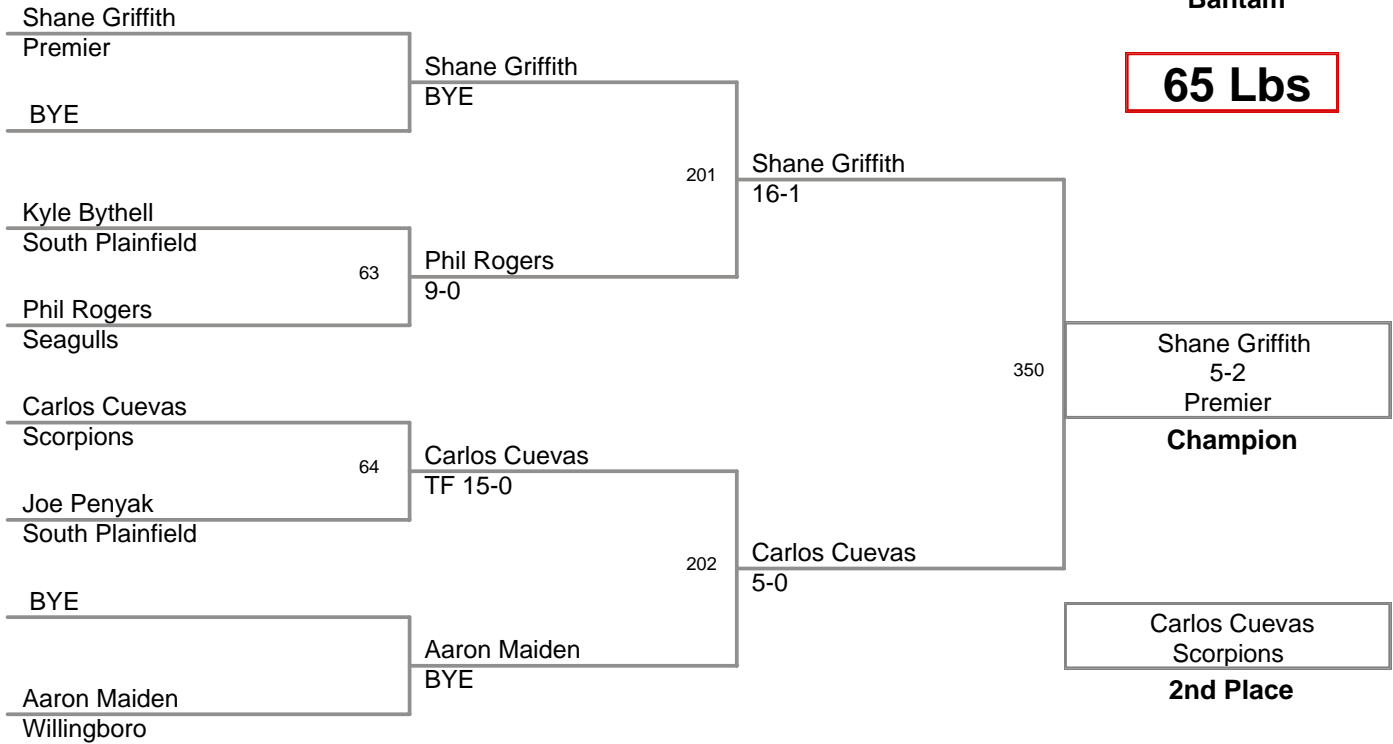 Bantam
65 Lbs
Shane Griffith
Premier
BYE
Kyle Bythell
South Plainfield
63
Phil Rogers
Seagulls
Carlos Cuevas
Scorpions
64
Joe Penyak
South Plainfield
BYE
Aaron Maiden
Willingboro
Shane Griffith
BYE
201
Phil Rogers
9-0
Carlos Cuevas
TF 15-0
202
Aaron Maiden
BYE
Shane Griffith
16-1
350
Carlos Cuevas
5-0
Shane Griffith
5-2
Premier
Champion
Carlos Cuevas
Scorpions
2nd Place